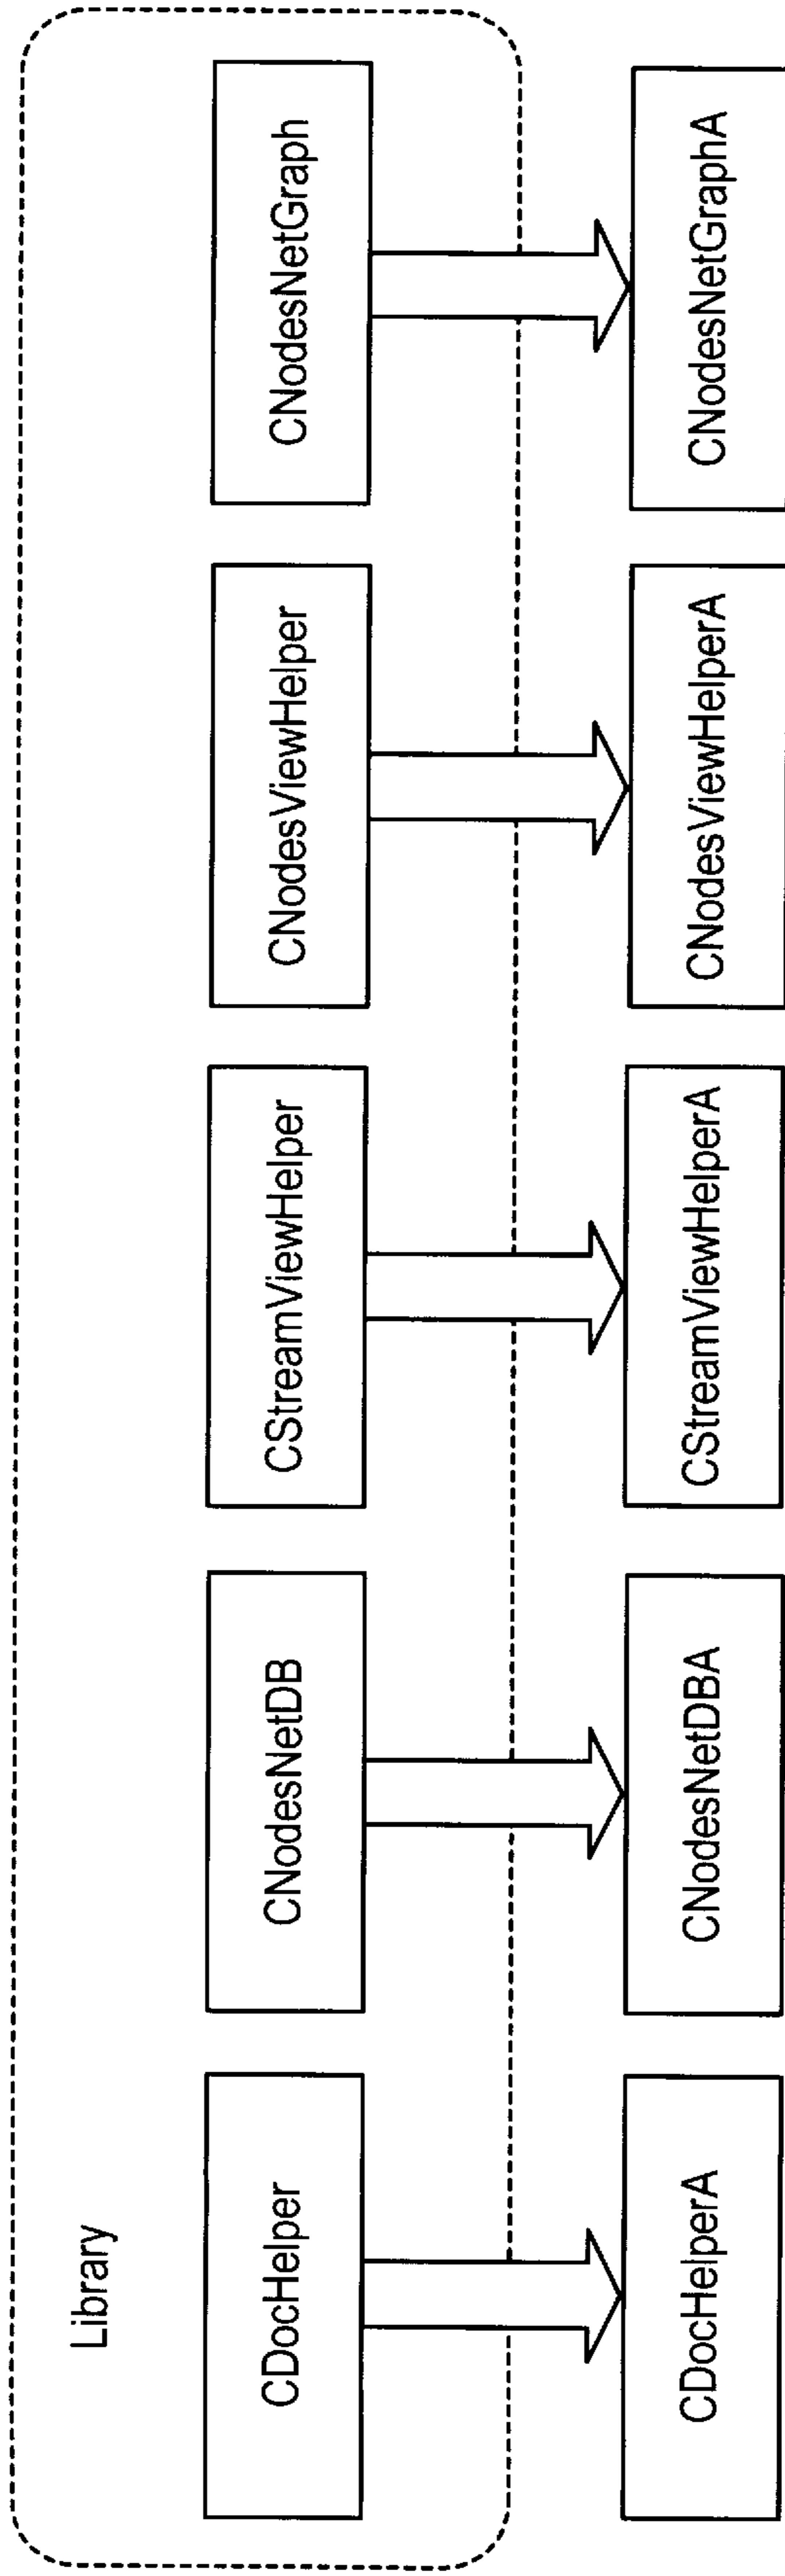 Library
CDocHelper
CNodesNetDB
CStreamViewHelper
CNodesViewHelper
CNodesNetGraph
CDocHelperA
CNodesNetDBA
CStreamViewHelperA
CNodesViewHelperA
CNodesNetGraphA